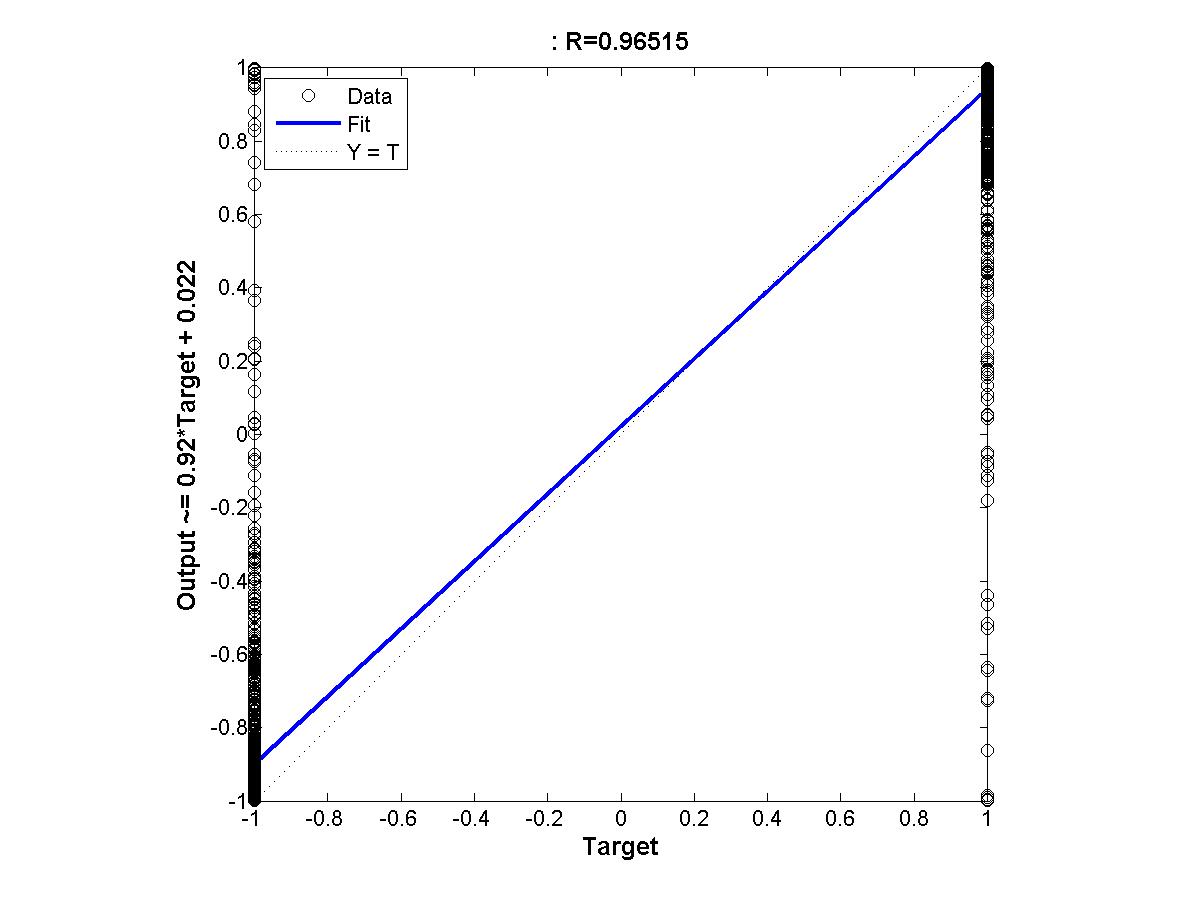 : R=0.96515
Data
Fit
Y = T
1
0.8
0.6
0.4
0.2
0
-0.2
-0.4
-0.6
-0.8
-1
Output ~= 0.92*Target + 0.022
-1 -0.8 -0.6 -0.4 -0.2 0 0.2 0.4 0.6 0.8 1
Target